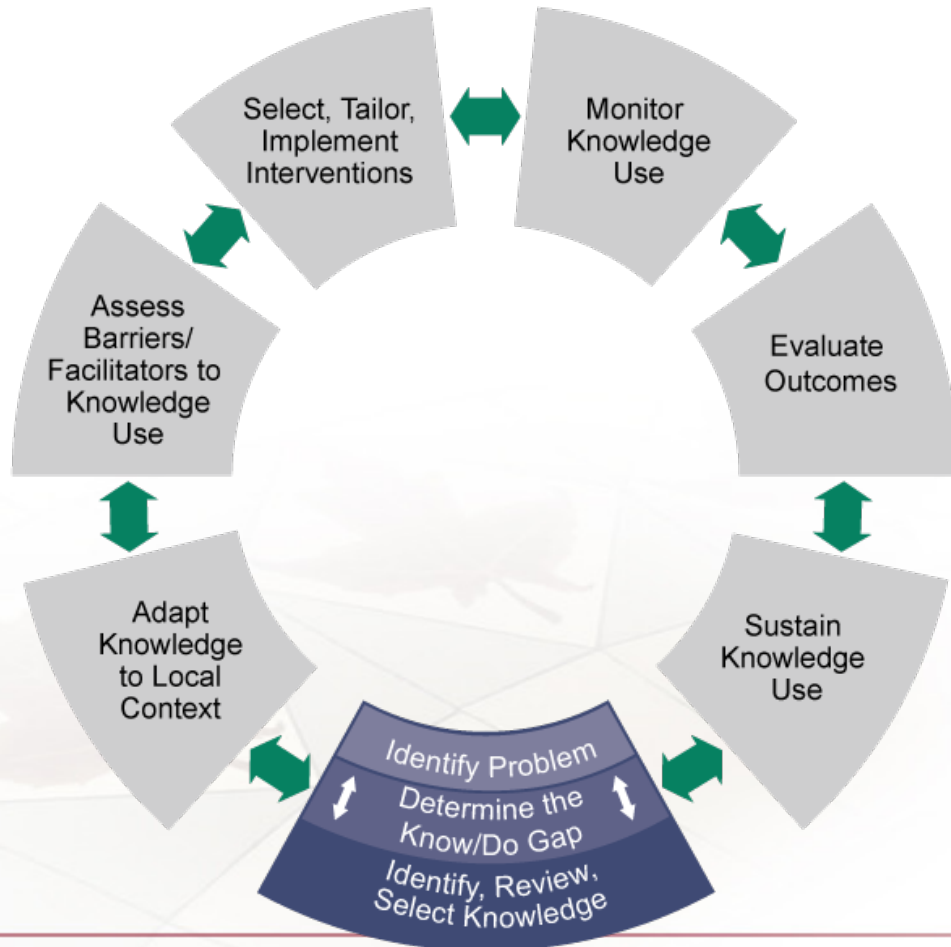 Select, Tailor,
Implement
Interventions
Monitor
Knowledge
Use
Assess
Barriers/
Facilitators to
Knowledge
Use
Evaluate
Outcomes
Adapt
Knowledge
to Local
Context
Sustain
Knowledge
Use
Identify Problem
Determine the
Know/Do Gap
Identify, Review,
Select Knowledge